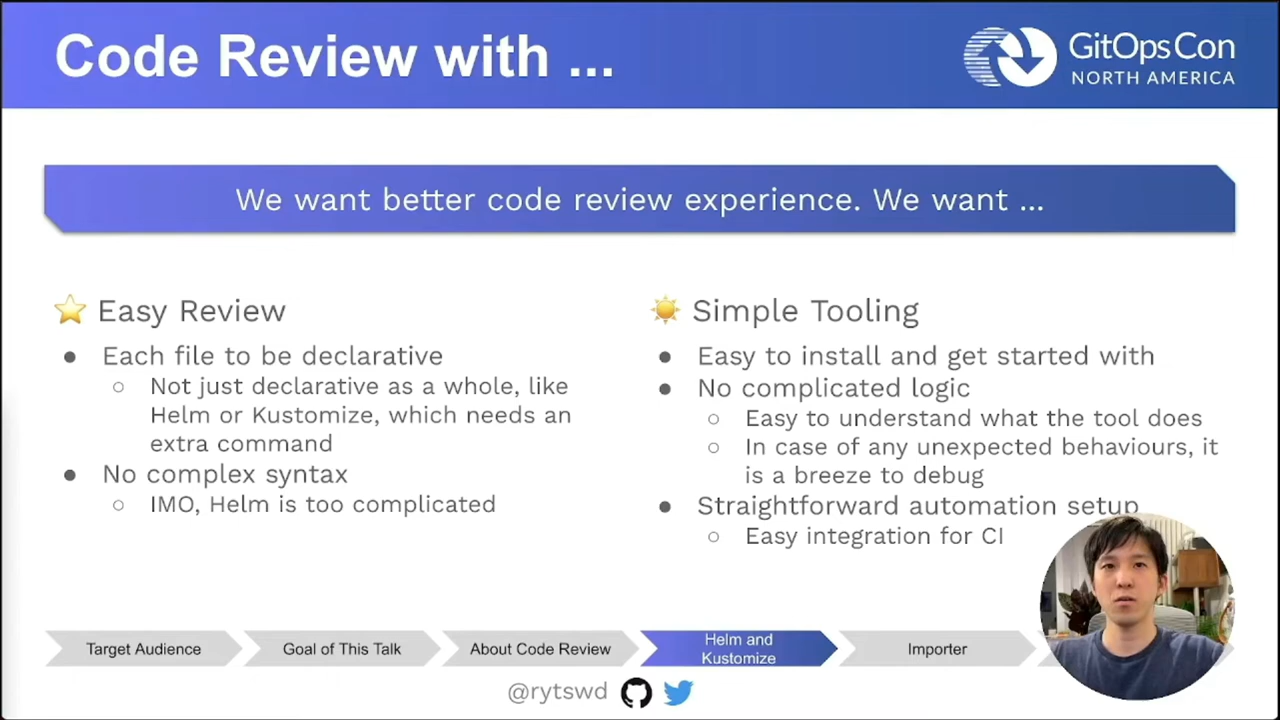 Code Review with ...
GitOpsCon
NORTH AMERICA
We want better code review experience. We want ...
Easy Review
● Each file to be declarative
○ Not just declarative as a whole, like
Helm or Kustomize, which needs an
extra command
● No complex syntax
○ IMO, Helm is too complicated
Simple Tooling
● Easy to install and get started with
● No complicated logic
○ Easy to understand what the tool does
○ In case of any unexpected behaviours, it
is a breeze to debug
● Straightforward automation setup
○ Easy integration for CI
Target Audience
Goal of This Talk
About Code Review
Helm and
Kustomize
Importer
@rytswd